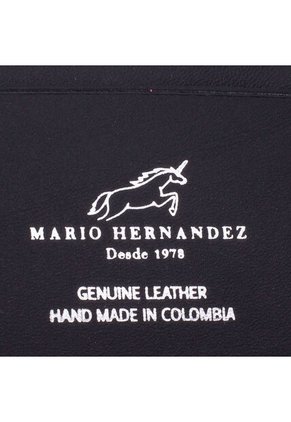 MARIO HERNANDEZ
Desde 1978
GENUINE LEATHER
HAND MADE IN COLOMBIA